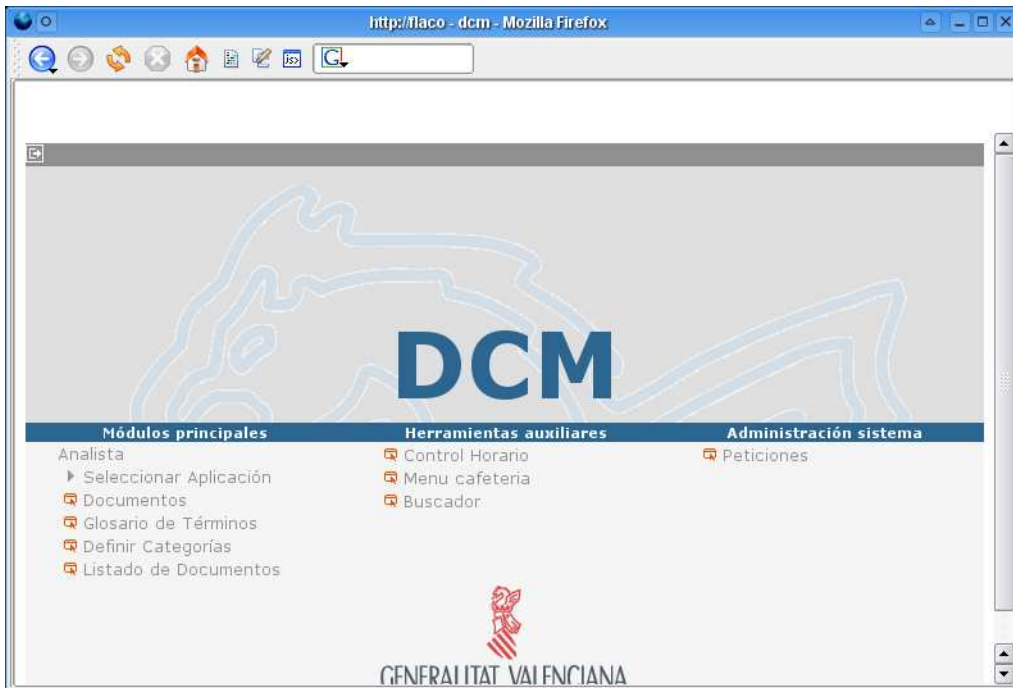 http://flaco - dcm - Mozilla Firefox
DCM
Módulos principales
Analista
Seleccionar Aplicación
Documentos
Glosario de Términos
Definir Categorías
Listado de Documentos
Herramientas auxiliares
Control Horario
Menu cafeteria
Buscador
Administración sistema
Peticiones
GENERALITAT VALENCIANA